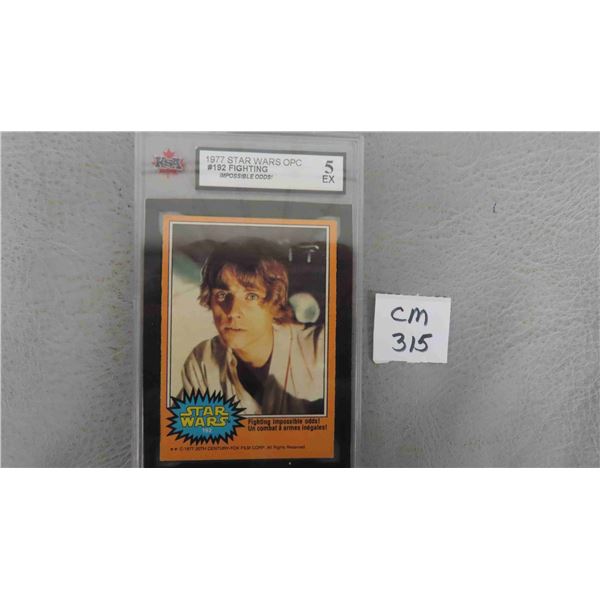 KSA
1977 STAR WARS OPC
#192 FIGHTING
IMPOSSIBLE ODDS!
5
EX
STAR
WARS
192
Fighting impossible odds!
Un combat à armes inégales!
★★ © 1977 20TH CENTURY-FOX FILM CORP. All Rights Reserved
CM
315